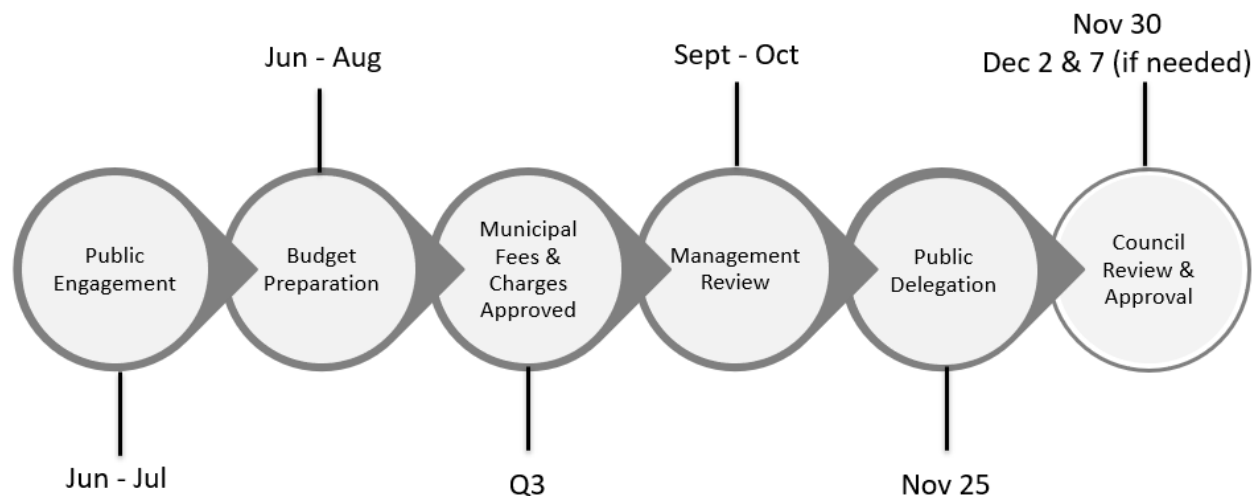 Nov 30
Dec 2 & 7 (if needed)
Jun - Aug
Sept - Oct
Public
Engagement
Budget
Preparation
Municipal
Fees &
Charges
Approved
Management
Review
Public
Delegation
Council
Review &
Approval
Jun - Jul
Q3
Nov 25